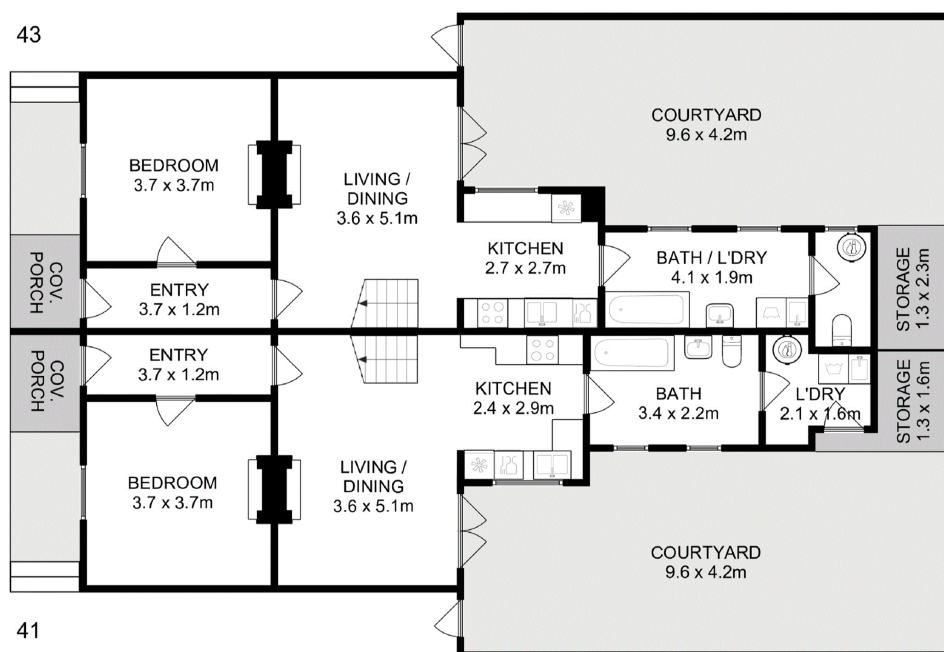 43
COURTYARD
9.6 x 4.2m
BEDROOM
3.7 x 3.7m
LIVING /
DINING
3.6 x 5.1m
KITCHEN
2.7 x 2.7m
BATH / L'DRY
4.1 x 1.9m
STORAGE
1.3 x 2.3m
COV.
PORCH
ENTRY
3.7 x 1.2m
COV.
PORCH
ENTRY
3.7 x 1.2m
KITCHEN
2.4 x 2.9m
BATH
3.4 x 2.2m
L'DRY
2.1 x 1.6m
STORAGE
1.3 x 1.6m
BEDROOM
3.7 x 3.7m
LIVING /
DINING
3.6 x 5.1m
COURTYARD
9.6 x 4.2m
41